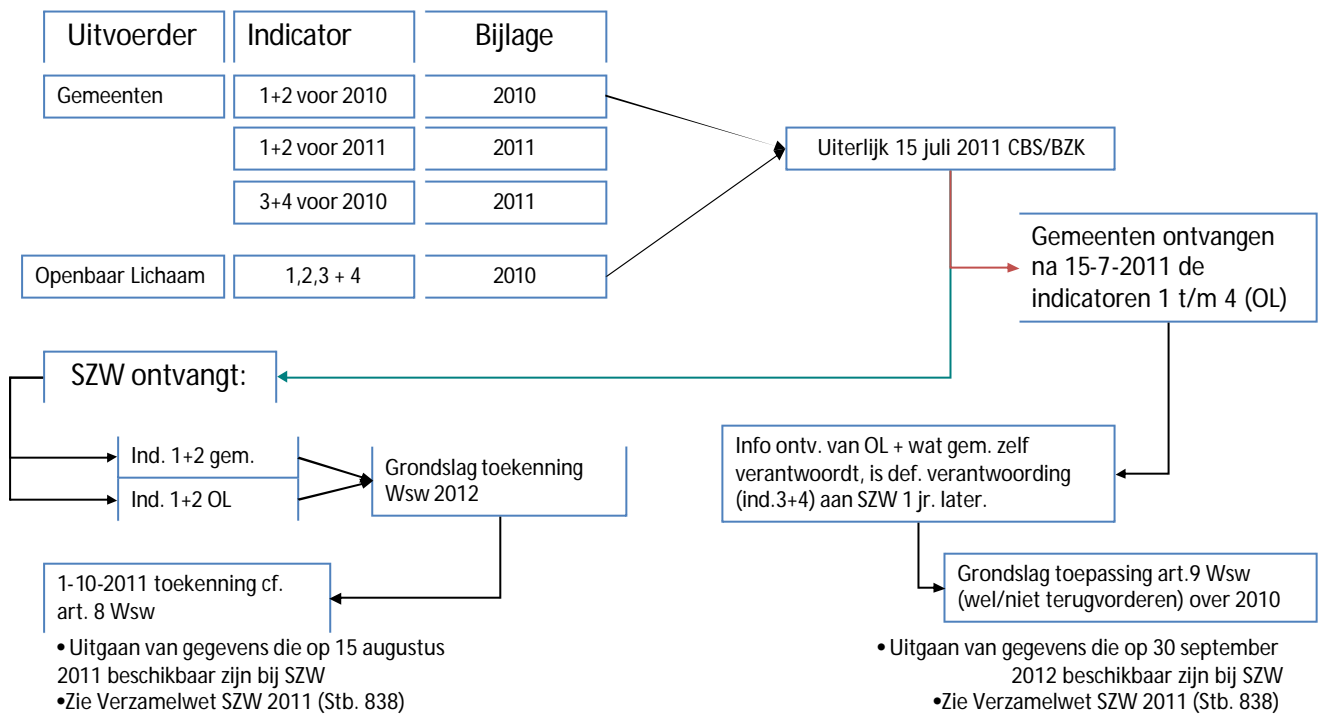 Uitvoerder Indicator Bijlage
Gemeenten 1+2 voor 2010 2010
1+2 voor 2011 2011
3+4 voor 2010 2011
Openbaar Lichaam 1,2,3 + 4 2010
Uiterlijk 15 juli 2011 CBS/BZK
Gemeenten ontvangen
na 15-7-2011 de
indicatoren 1 t/m 4 (OL)
SZW ontvangt:
Ind. 1+2 gem.
Ind. 1+2 OL
Grondslag toekenning
Wsw 2012
1-10-2011 toekenning cf.
art. 8 Wsw
• Uitgaan van gegevens die op 15 augustus
2011 beschikbaar zijn bij SZW
•Zie Verzamelwet SZW 2011 (Stb. 838)
Info ontv. van OL + wat gem. zelf
verantwoordt, is def. verantwoording
(ind.3+4) aan SZW 1 jr. later.
Grondslag toepassing art.9 Wsw
(wel/niet terugvorderen) over 2010
• Uitgaan van gegevens die op 30 september
2012 beschikbaar zijn bij SZW
•Zie Verzamelwet SZW 2011 (Stb. 838)